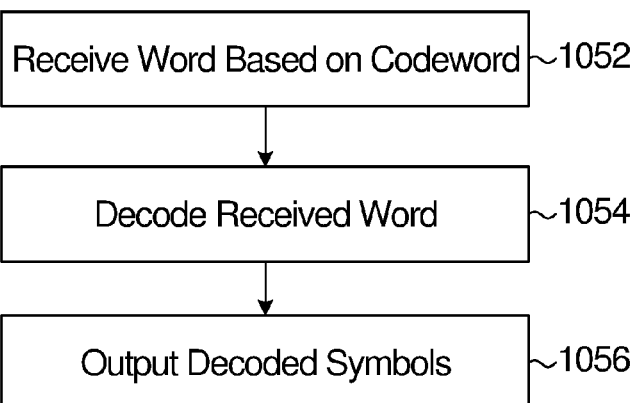 Receive Word Based on Codeword 1052
Decode Received Word 1054
Output Decoded Symbols 1056